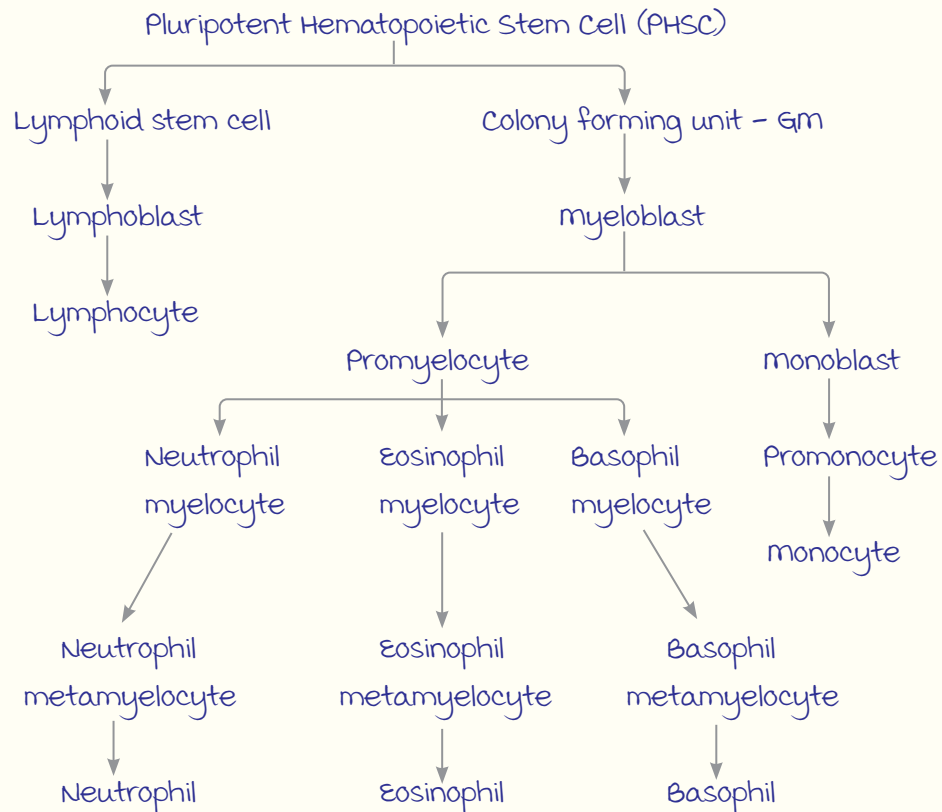 Pluripotent Hematopoietic Stem Cell (PHSC)
Lymphoid stem cell
Colony forming unit - GM
Lymphoblast
Myeloblast
Lymphocyte
Promyelocyte
Monoblast
Neutrophil
myelocyte
Eosinophil
myelocyte
Basophil
myelocyte
Promonocyte
Monocyte
Neutrophil
metamyelocyte
Eosinophil
metamyelocyte
Basophil
metamyelocyte
Neutrophil
Eosinophil
Basophil